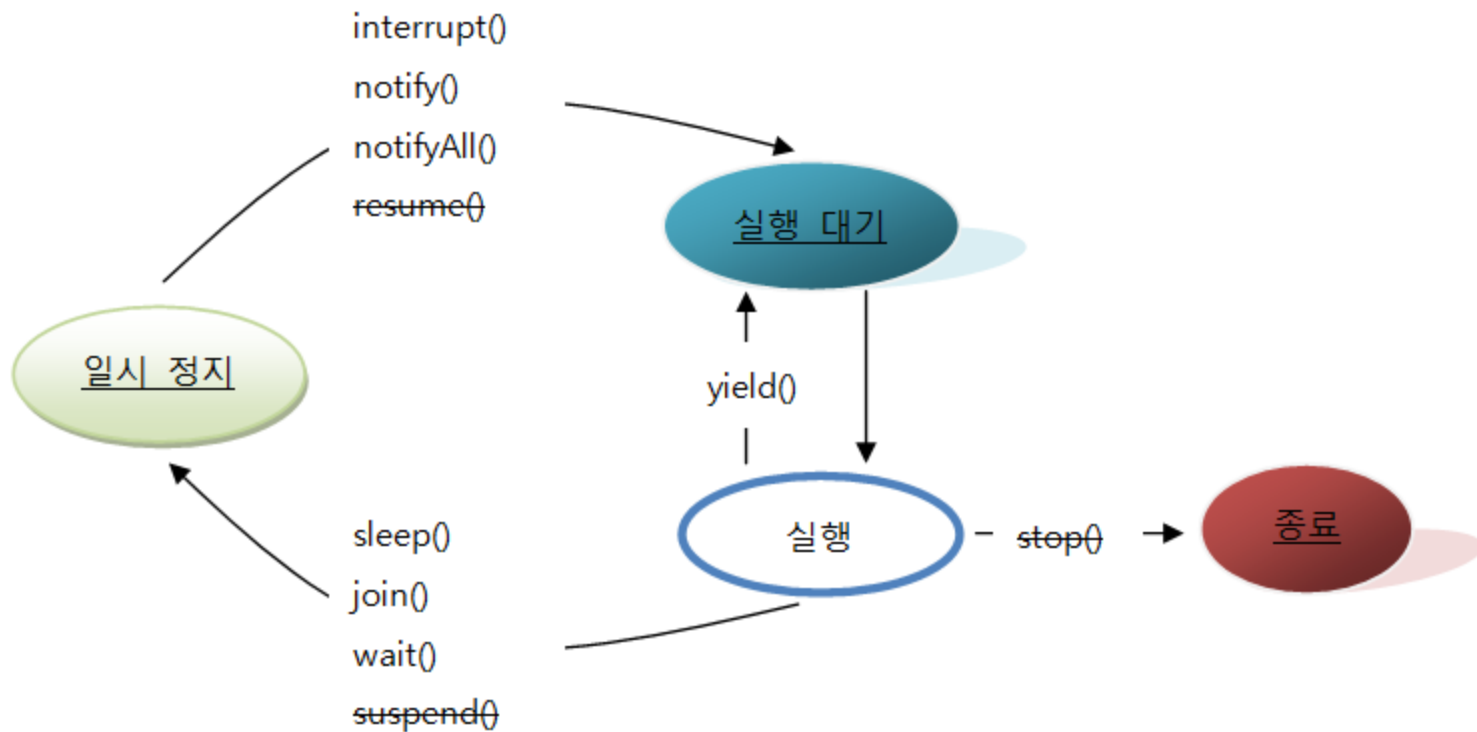 interrupt()
notify()
notifyAll()
resume()
실행 대기
일시 정지
yield()
실행
stop()
종료
sleep()
join()
wait()
suspend()